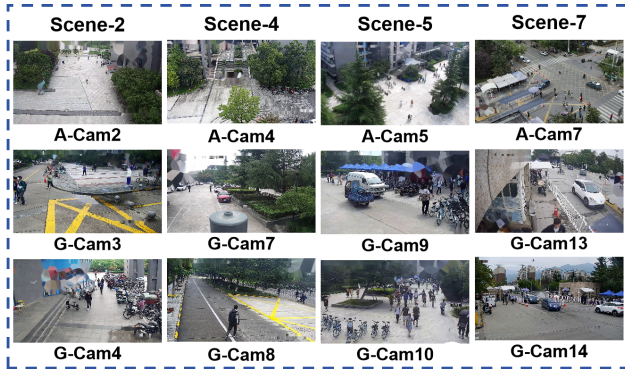 Scene-2 Scene-4 Scene-5 Scene-7
A-Cam2 A-Cam4 A-Cam5 A-Cam7
G-Cam3 G-Cam7 G-Cam9 G-Cam13
G-Cam4 G-Cam8 G-Cam10 G-Cam14